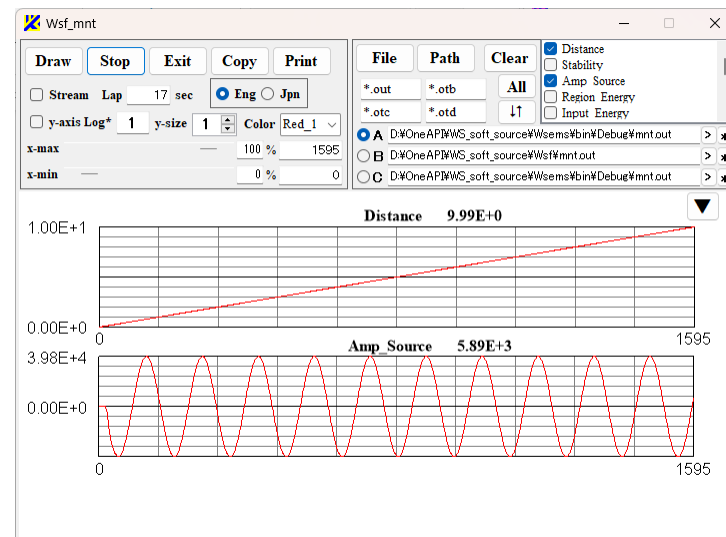 Wsf_mnt
Draw Stop Exit Copy Print
Stream Lap 17 sec Eng Jpn
y-axis Log* 1 y-size 1 Color Red_1
x-max 100 % 1595
x-min 0 % 0
File Path Clear
*.out *.otb All
*.otc *.otd ↓↑
Distance
Stability
Amp Source
Region Energy
Input Energy
A D:¥OneAPI¥WS_soft_source¥Wsems¥bin¥Debug¥mnt.out > *
B D:¥OneAPI¥WS_soft_source¥Wsf¥mnt.out > *
C D:¥OneAPI¥WS_soft_source¥Wsems¥bin¥Debug¥mnt.out > *
▼
Distance 9.99E+0
1.00E+1
0.00E+0
0 1595
Amp_Source 5.89E+3
3.98E+4
0.00E+0
0 1595